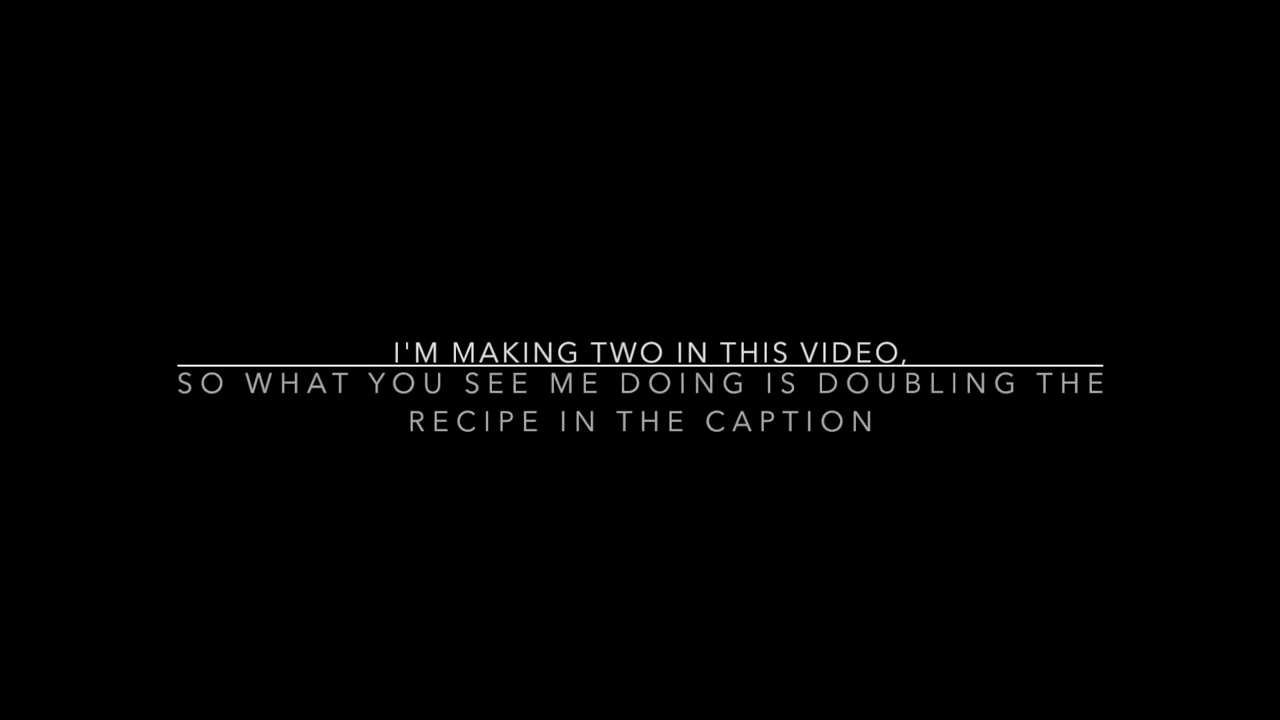 I'M MAKING TWO IN THIS VIDEO,
SO WHAT YOU SEE ME DOING IS DOUBLING THE
RECIPE IN THE CAPTION